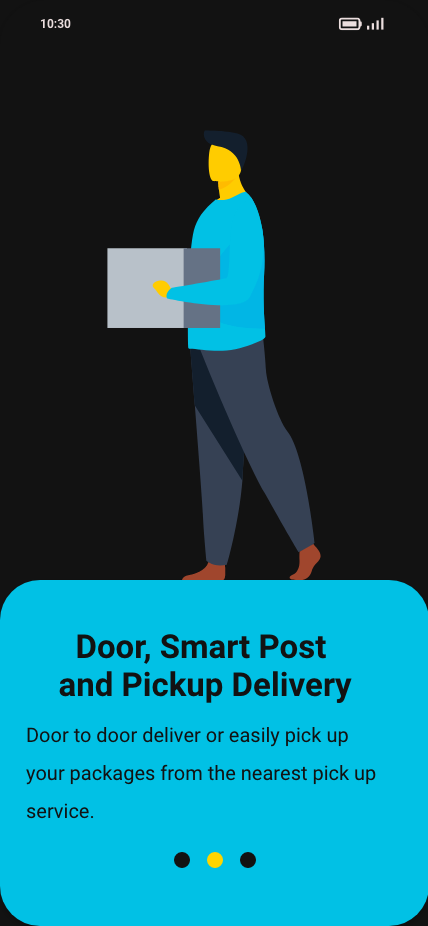 10:30
Door, Smart Post
and Pickup Delivery
Door to door deliver or easily pick up
your packages from the nearest pick up
service.